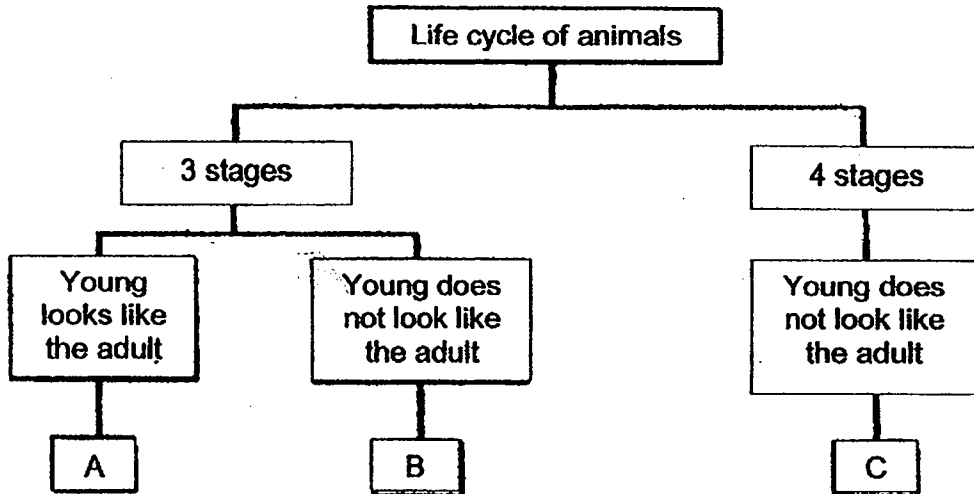 Life cycle of animals
3 stages
4 stages
Young
looks like
the adult
Young does
not look like
the adult
Young does
not look like
the adult
A
B
C